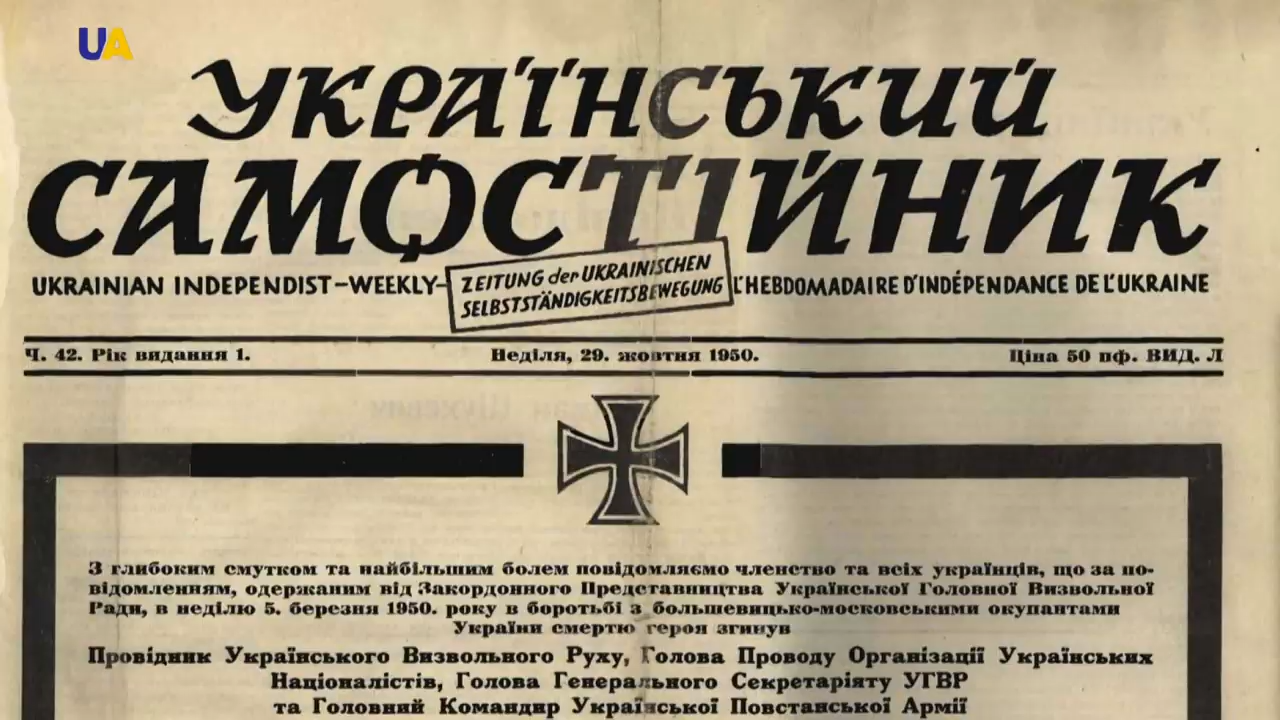 UA
УКРАЇНСЬКИЙ
САМОСТІЙНИК
UKRAINIAN INDEPENDIST–WEEKLY–
ZEITUNG der UKRAINISCHEN
SELBSTSTÄNDIGKEITSBEWEGUNG
L'HEBDOMADAIRE D'INDÉPENDANCE DE L'UKRAINE
Ч. 42. Рік видання 1.
Неділя, 29. жовтня 1950.
Ціна 50 пф. ВИД. Л
З глибоким смутком та найбільшим болем повідомляємо членство та всіх українців, що за по-
відомленням, одержаним від Закордонного Представництва Української Головної Визвольної
Ради, в неділю 5. березня 1950. року в боротьбі з большевицько-московськими окупантами
України смертю героя згинув
Провідник Українського Визвольного Руху, Голова Проводу Організації Українських
Націоналістів, Голова Генерального Секретаріяту УГВР
та Головний Командир Української Повстанської Армії